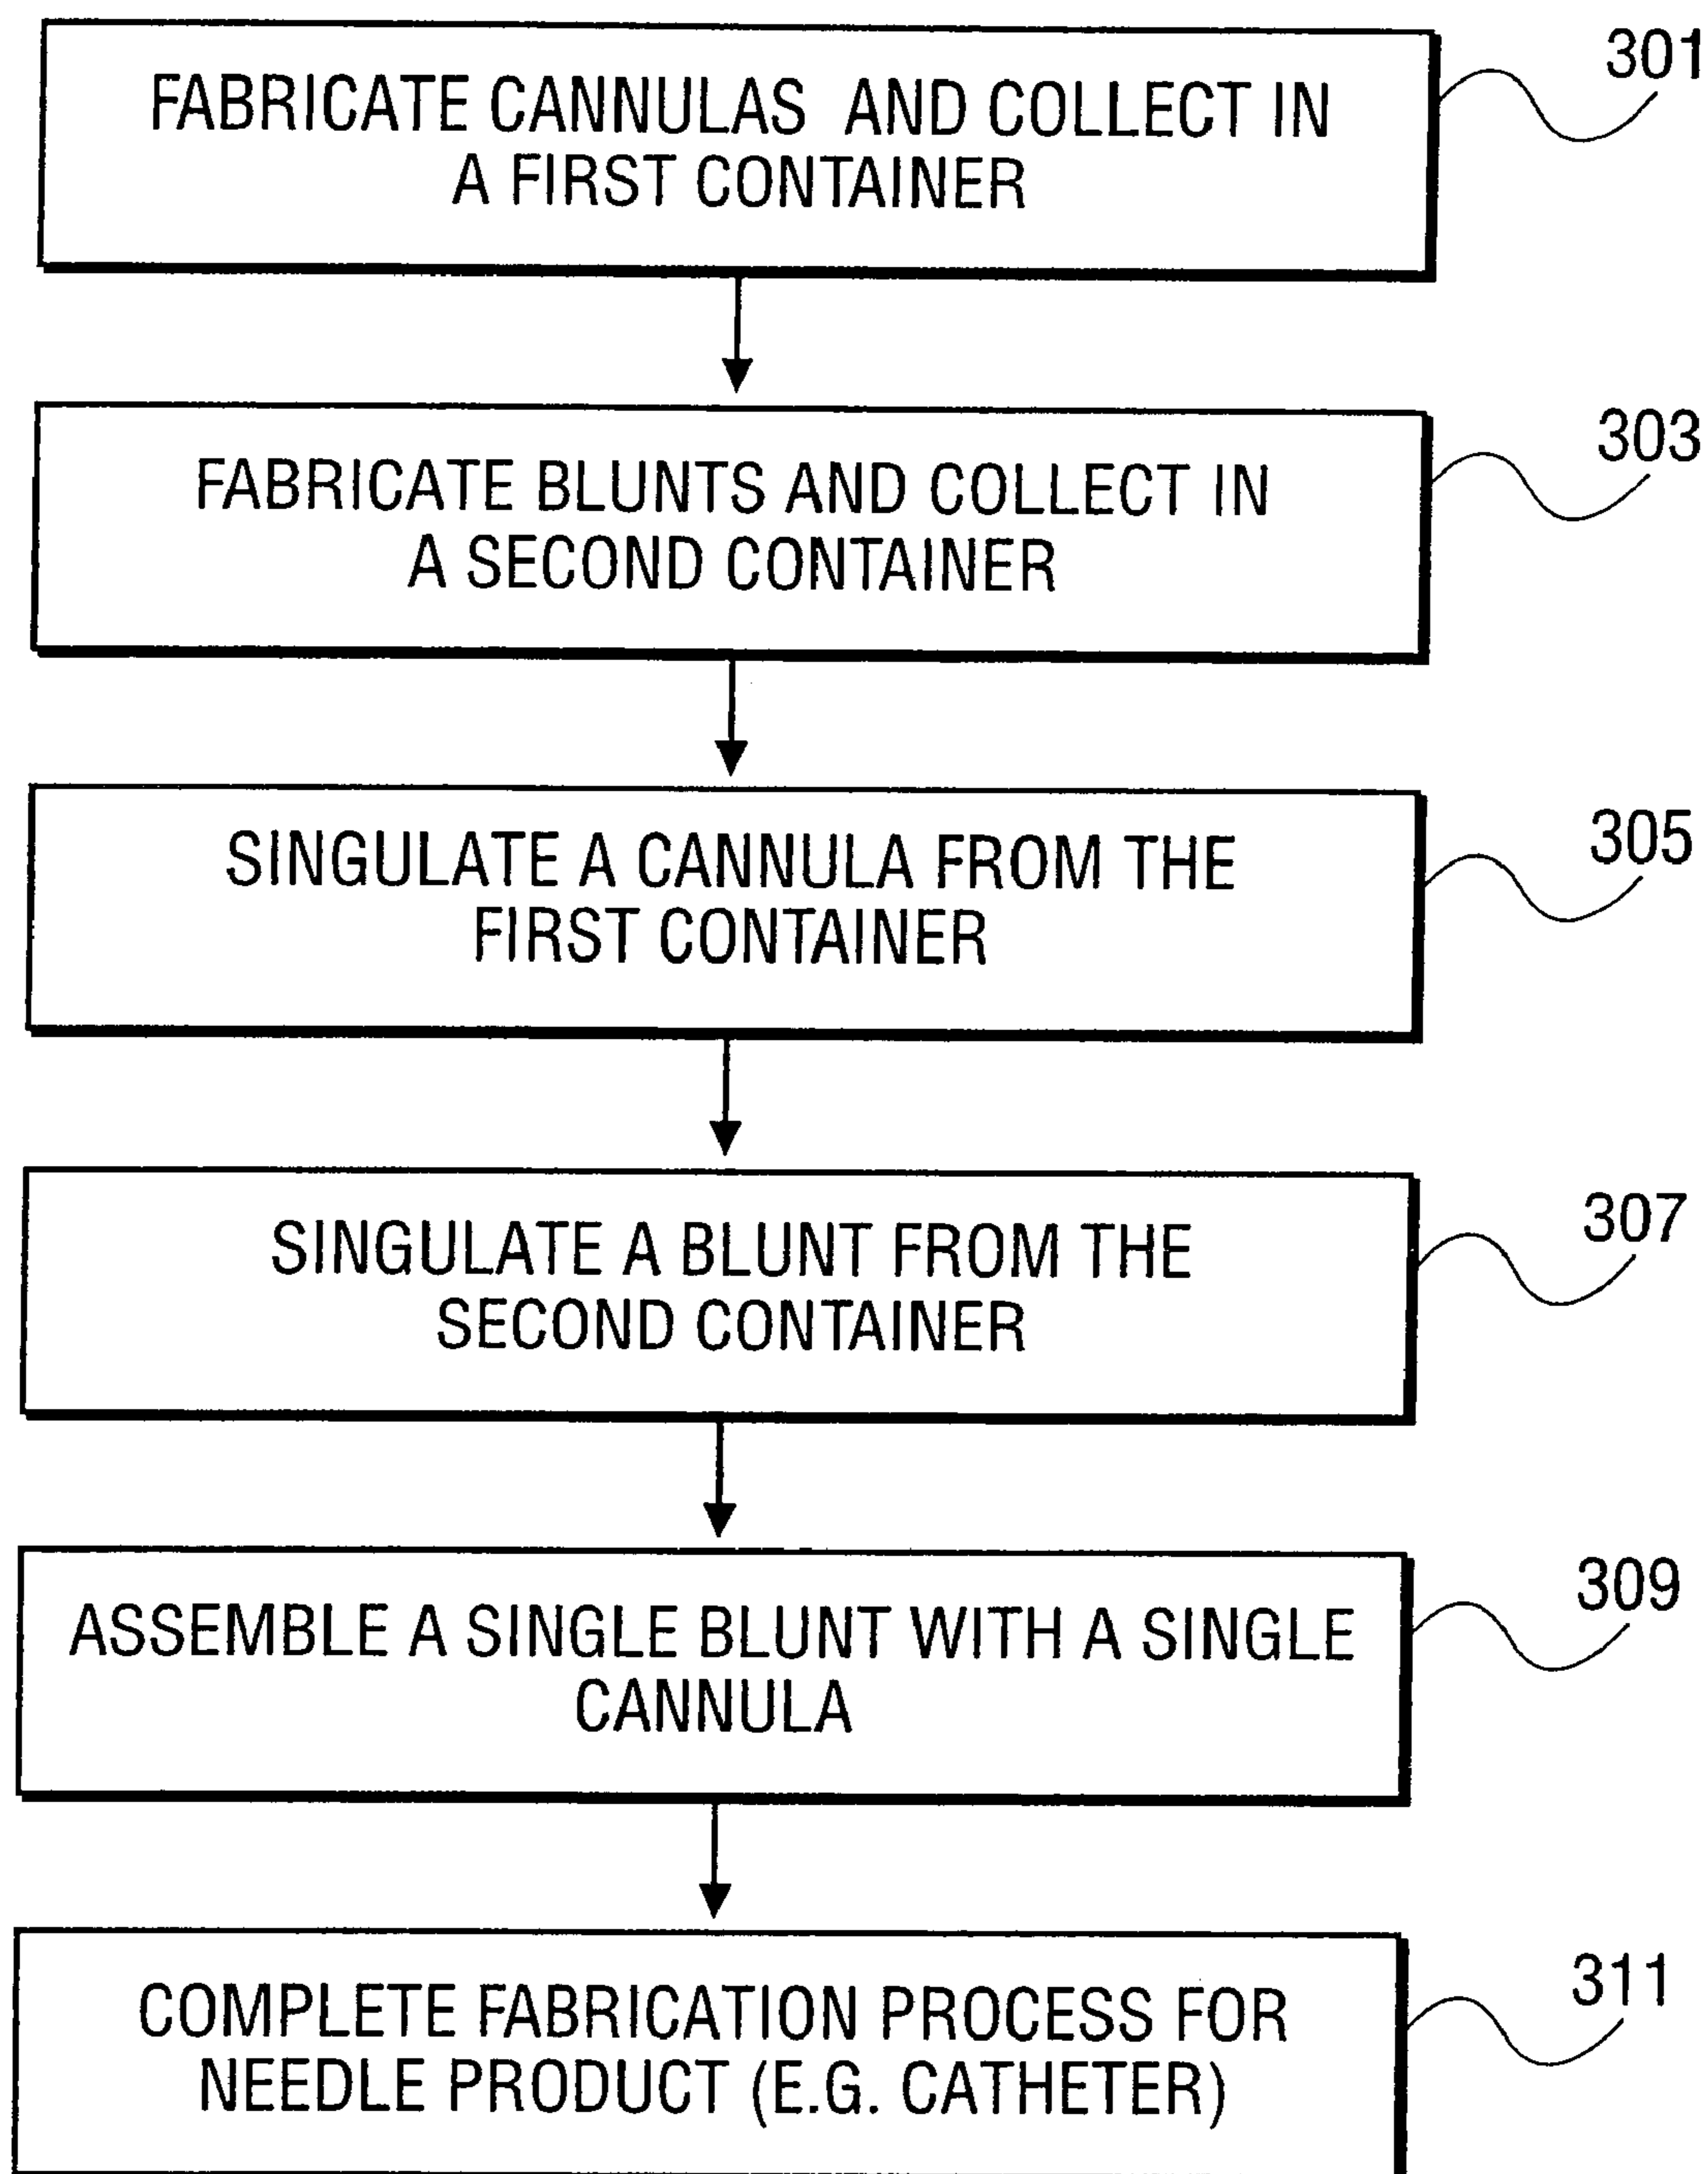 FABRICATE CANNULAS AND COLLECT IN
A FIRST CONTAINER
301
FABRICATE BLUNTS AND COLLECT IN
A SECOND CONTAINER
303
SINGULATE A CANNULA FROM THE
FIRST CONTAINER
305
SINGULATE A BLUNT FROM THE
SECOND CONTAINER
307
ASSEMBLE A SINGLE BLUNT WITH A SINGLE
CANNULA
309
COMPLETE FABRICATION PROCESS FOR
NEEDLE PRODUCT (E.G. CATHETER)
311